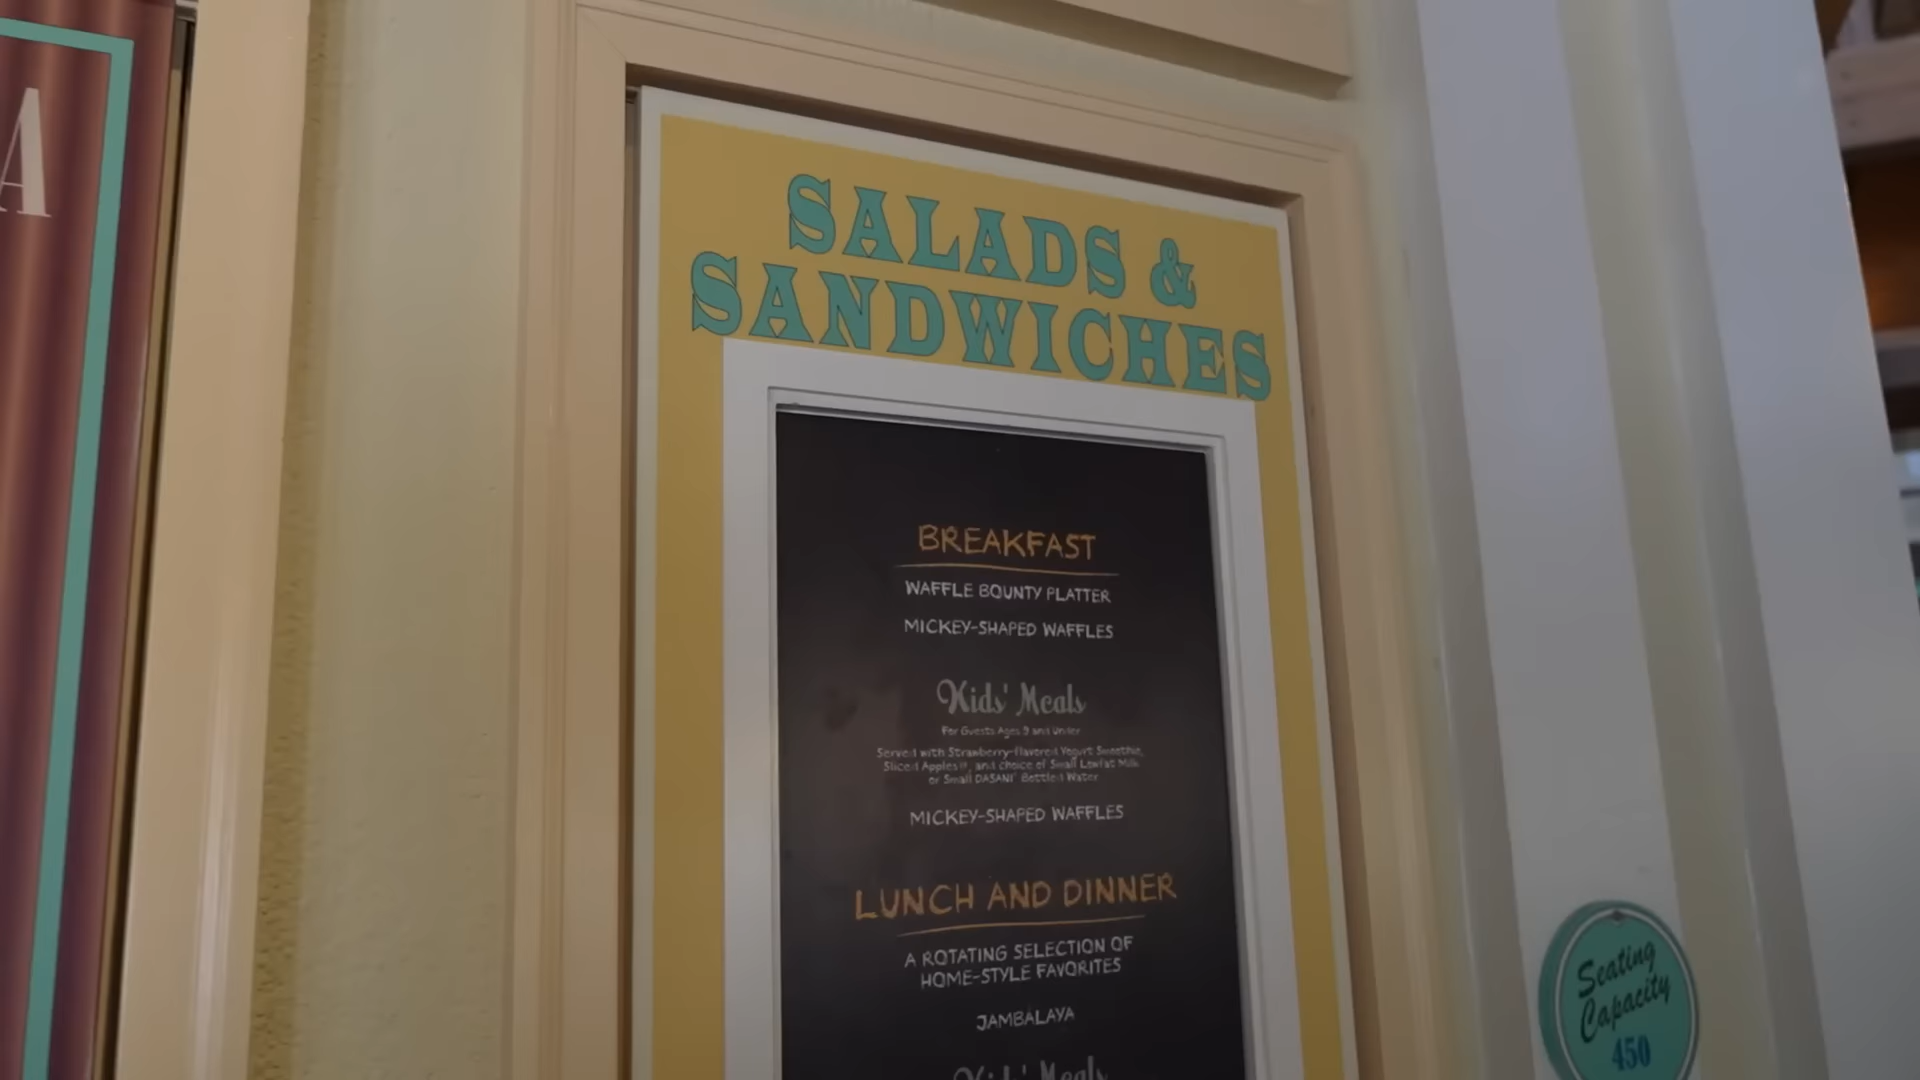 A
SALADS &
SANDWICHES
BREAKFAST
WAFFLE BOUNTY PLATTER
MICKEY-SHAPED WAFFLES
Kids' Meals
For Guests Ages 9 and Under
Served with Strawberry-flavored Yogurt Smoothie,
Sliced Apples, and choice of Small Lowfat Milk
or Small DASANI® Bottled Water
MICKEY-SHAPED WAFFLES
LUNCH AND DINNER
A ROTATING SELECTION OF
HOME-STYLE FAVORITES
JAMBALAYA
Kids' Meals
Seating
Capacity
450